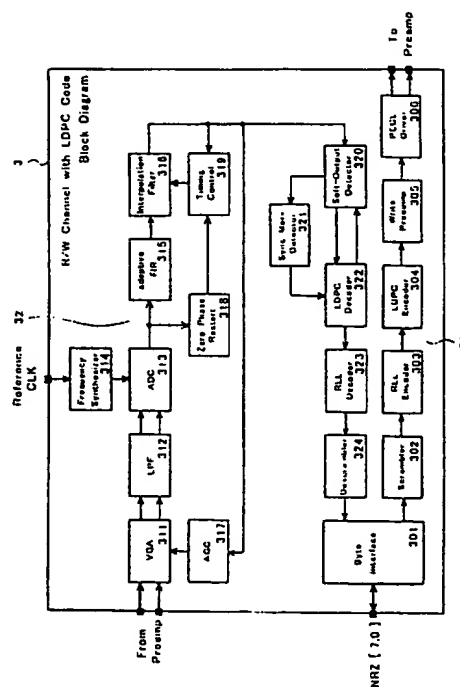 R/W Channel with LDPC Code
Block Diagram
3
32
Reference
CLK
From
Preamp
VGA
311
LPF
312
ADC
313
Frequency
Synthesizer
314
adaptive
FIR
315
Interpolation
Filter
316
AGC
317
Zero Phase
Restart
318
Timing
Control
319
Soft-Output
Detector
320
Sync Mark
Detector
321
LDPC
Decoder
322
RLL
Decoder
323
Descrambler
324
Byte
Interface
301
Scrambler
302
RLL
Encoder
303
LDPC
Encoder
304
Write
Precomp
305
PECL
Driver
306
To
Preamp
NRZ [ 7.0 ]